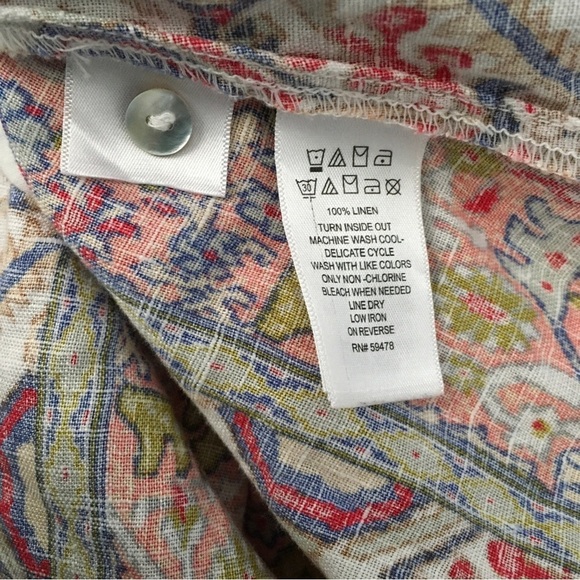 30
100% LINEN
TURN INSIDE OUT
MACHINE WASH COOL-
DELICATE CYCLE
WASH WITH LIKE COLORS
ONLY NON -CHLORINE
BLEACH WHEN NEEDED
LINE DRY
LOW IRON
ON REVERSE
RN# 59478